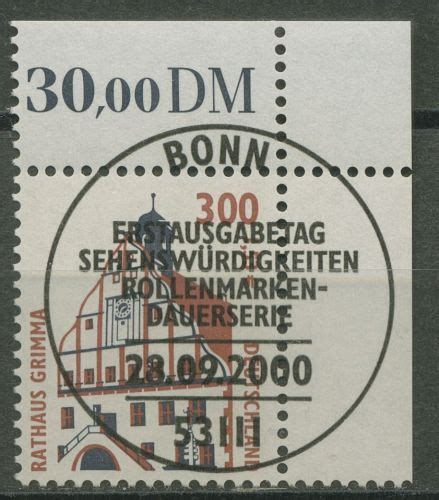 30,00 DM
BONN
300
ERSTAUSGABETAG
SEHENSWÜRDIGKEITEN
ROLLENMARKEN-
DAUERSERIE
28.09.2000
53111
RATHAUS GRIMMA
DEUTSCHLAND